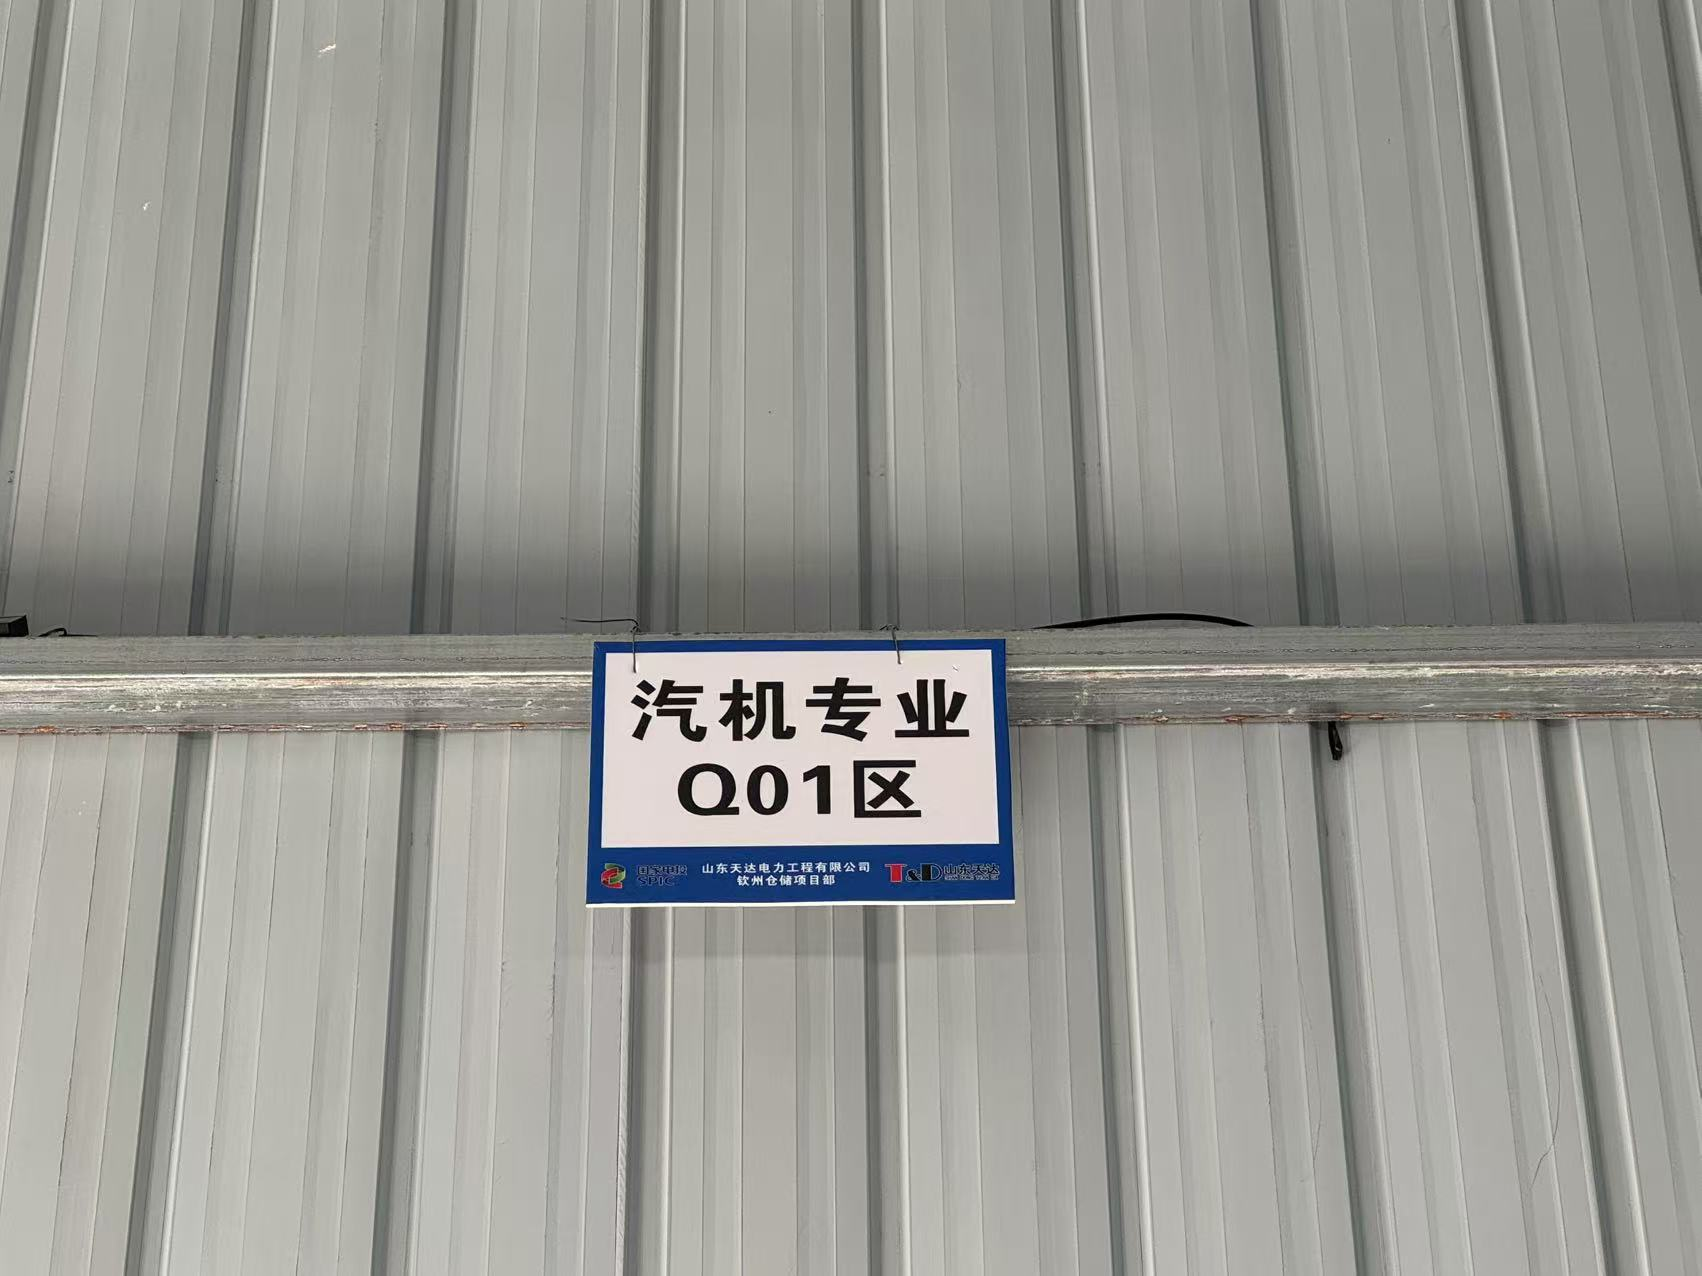 汽机专业
Q01区
国家电投
SPIC
山东天达电力工程有限公司
钦州仓储项目部
T&D 山东天达